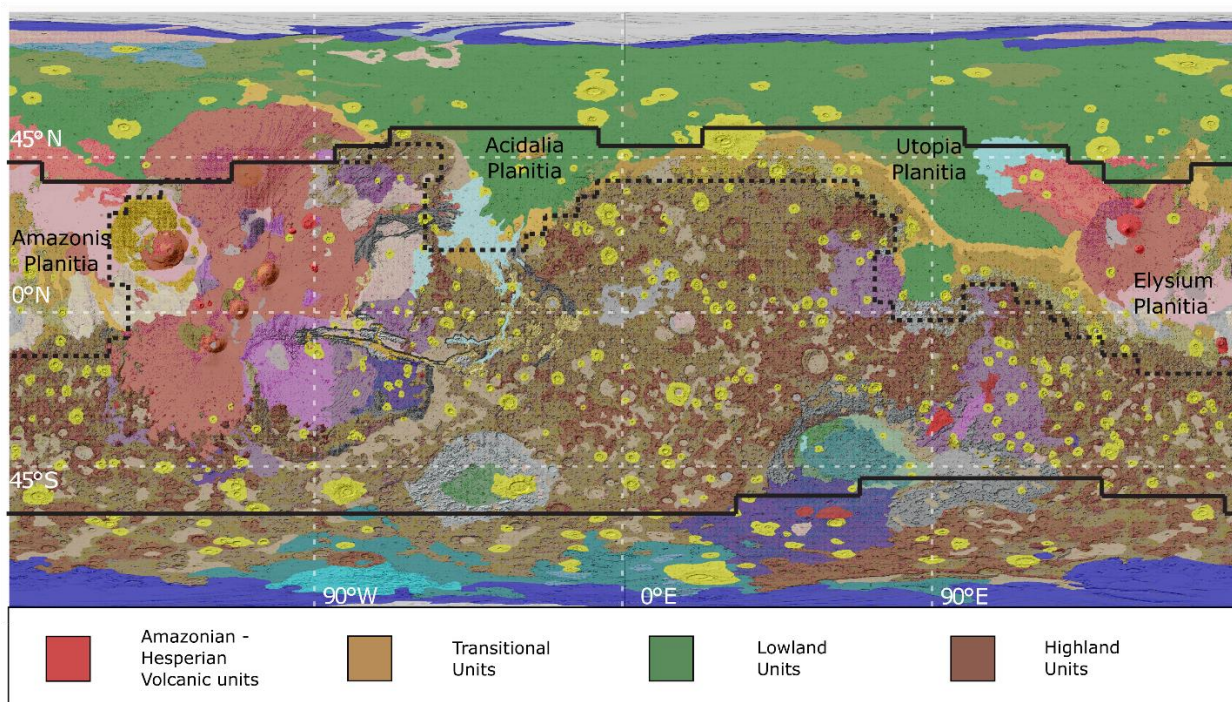 45°N
Acidalia
Planitia
Utopia
Planitia
Amazonis
Planitia
0°N
Elysium
Planitia
45°S
90°W
0°E
90°E
Amazonian -
Hesperian
Volcanic units
Transitional
Units
Lowland
Units
Highland
Units